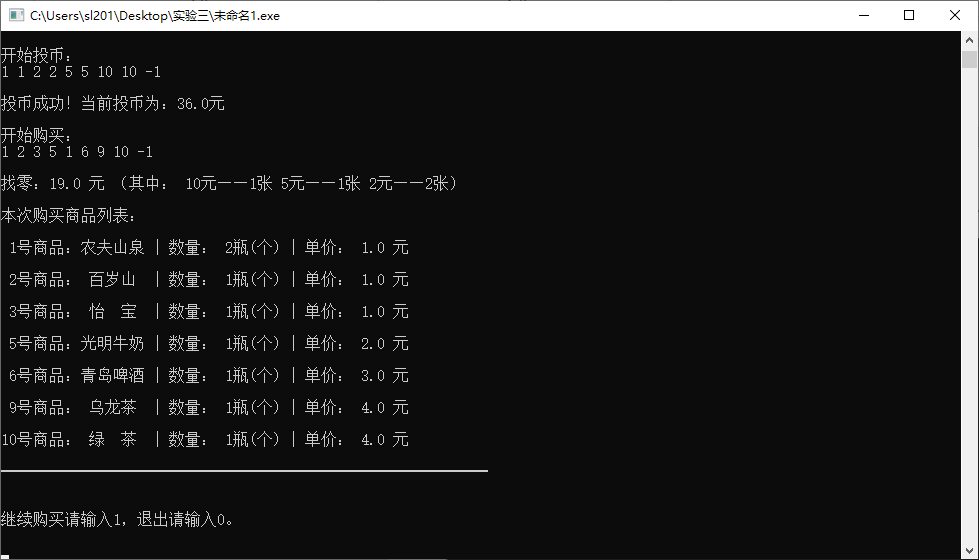 C:\Users\sl201\Desktop\实验三\未命名1.exe
开始投币：
1 1 2 2 5 5 10 10 -1
投币成功！当前投币为：36.0元
开始购买：
1 2 3 5 1 6 9 10 -1
找零：19.0 元 （其中： 10元——1张 5元——1张 2元——2张）
本次购买商品列表：
1号商品：农夫山泉 | 数量： 2瓶(个) | 单价： 1.0 元
2号商品： 百岁山 | 数量： 1瓶(个) | 单价： 1.0 元
3号商品： 怡 宝 | 数量： 1瓶(个) | 单价： 1.0 元
5号商品：光明牛奶 | 数量： 1瓶(个) | 单价： 2.0 元
6号商品：青岛啤酒 | 数量： 1瓶(个) | 单价： 3.0 元
9号商品： 乌龙茶 | 数量： 1瓶(个) | 单价： 4.0 元
10号商品： 绿 茶 | 数量： 1瓶(个) | 单价： 4.0 元
继续购买请输入1，退出请输入0。